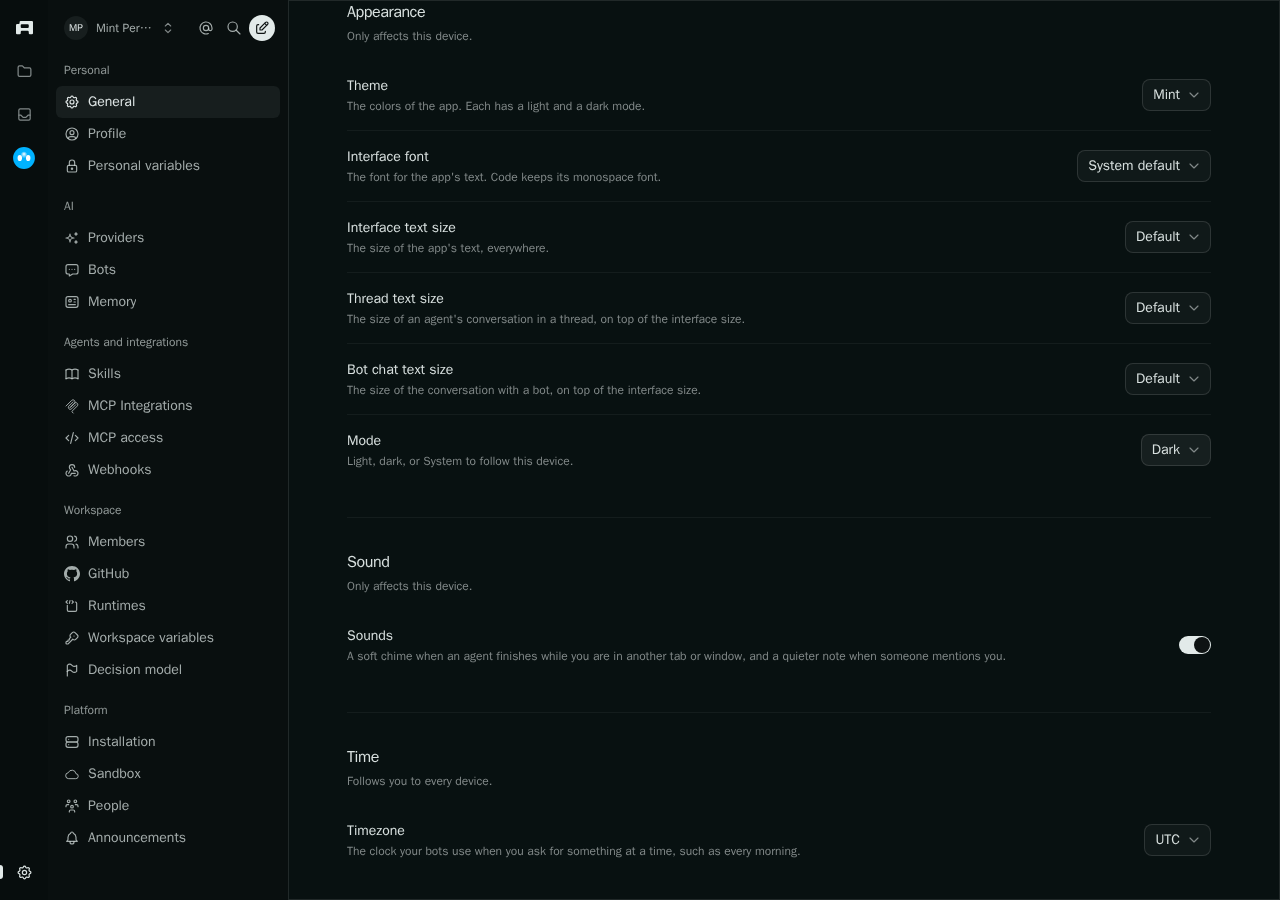 MP
Mint Per···
Personal
General
Profile
Personal variables
AI
Providers
Bots
Memory
Agents and integrations
Skills
MCP Integrations
MCP access
Webhooks
Workspace
Members
GitHub
Runtimes
Workspace variables
Decision model
Platform
Installation
Sandbox
People
Announcements
Appearance
Only affects this device.
Theme
The colors of the app. Each has a light and a dark mode.
Mint
Interface font
The font for the app's text. Code keeps its monospace font.
System default
Interface text size
The size of the app's text, everywhere.
Default
Thread text size
The size of an agent's conversation in a thread, on top of the interface size.
Default
Bot chat text size
The size of the conversation with a bot, on top of the interface size.
Default
Mode
Light, dark, or System to follow this device.
Dark
Sound
Only affects this device.
Sounds
A soft chime when an agent finishes while you are in another tab or window, and a quieter note when someone mentions you.
Time
Follows you to every device.
Timezone
The clock your bots use when you ask for something at a time, such as every morning.
UTC